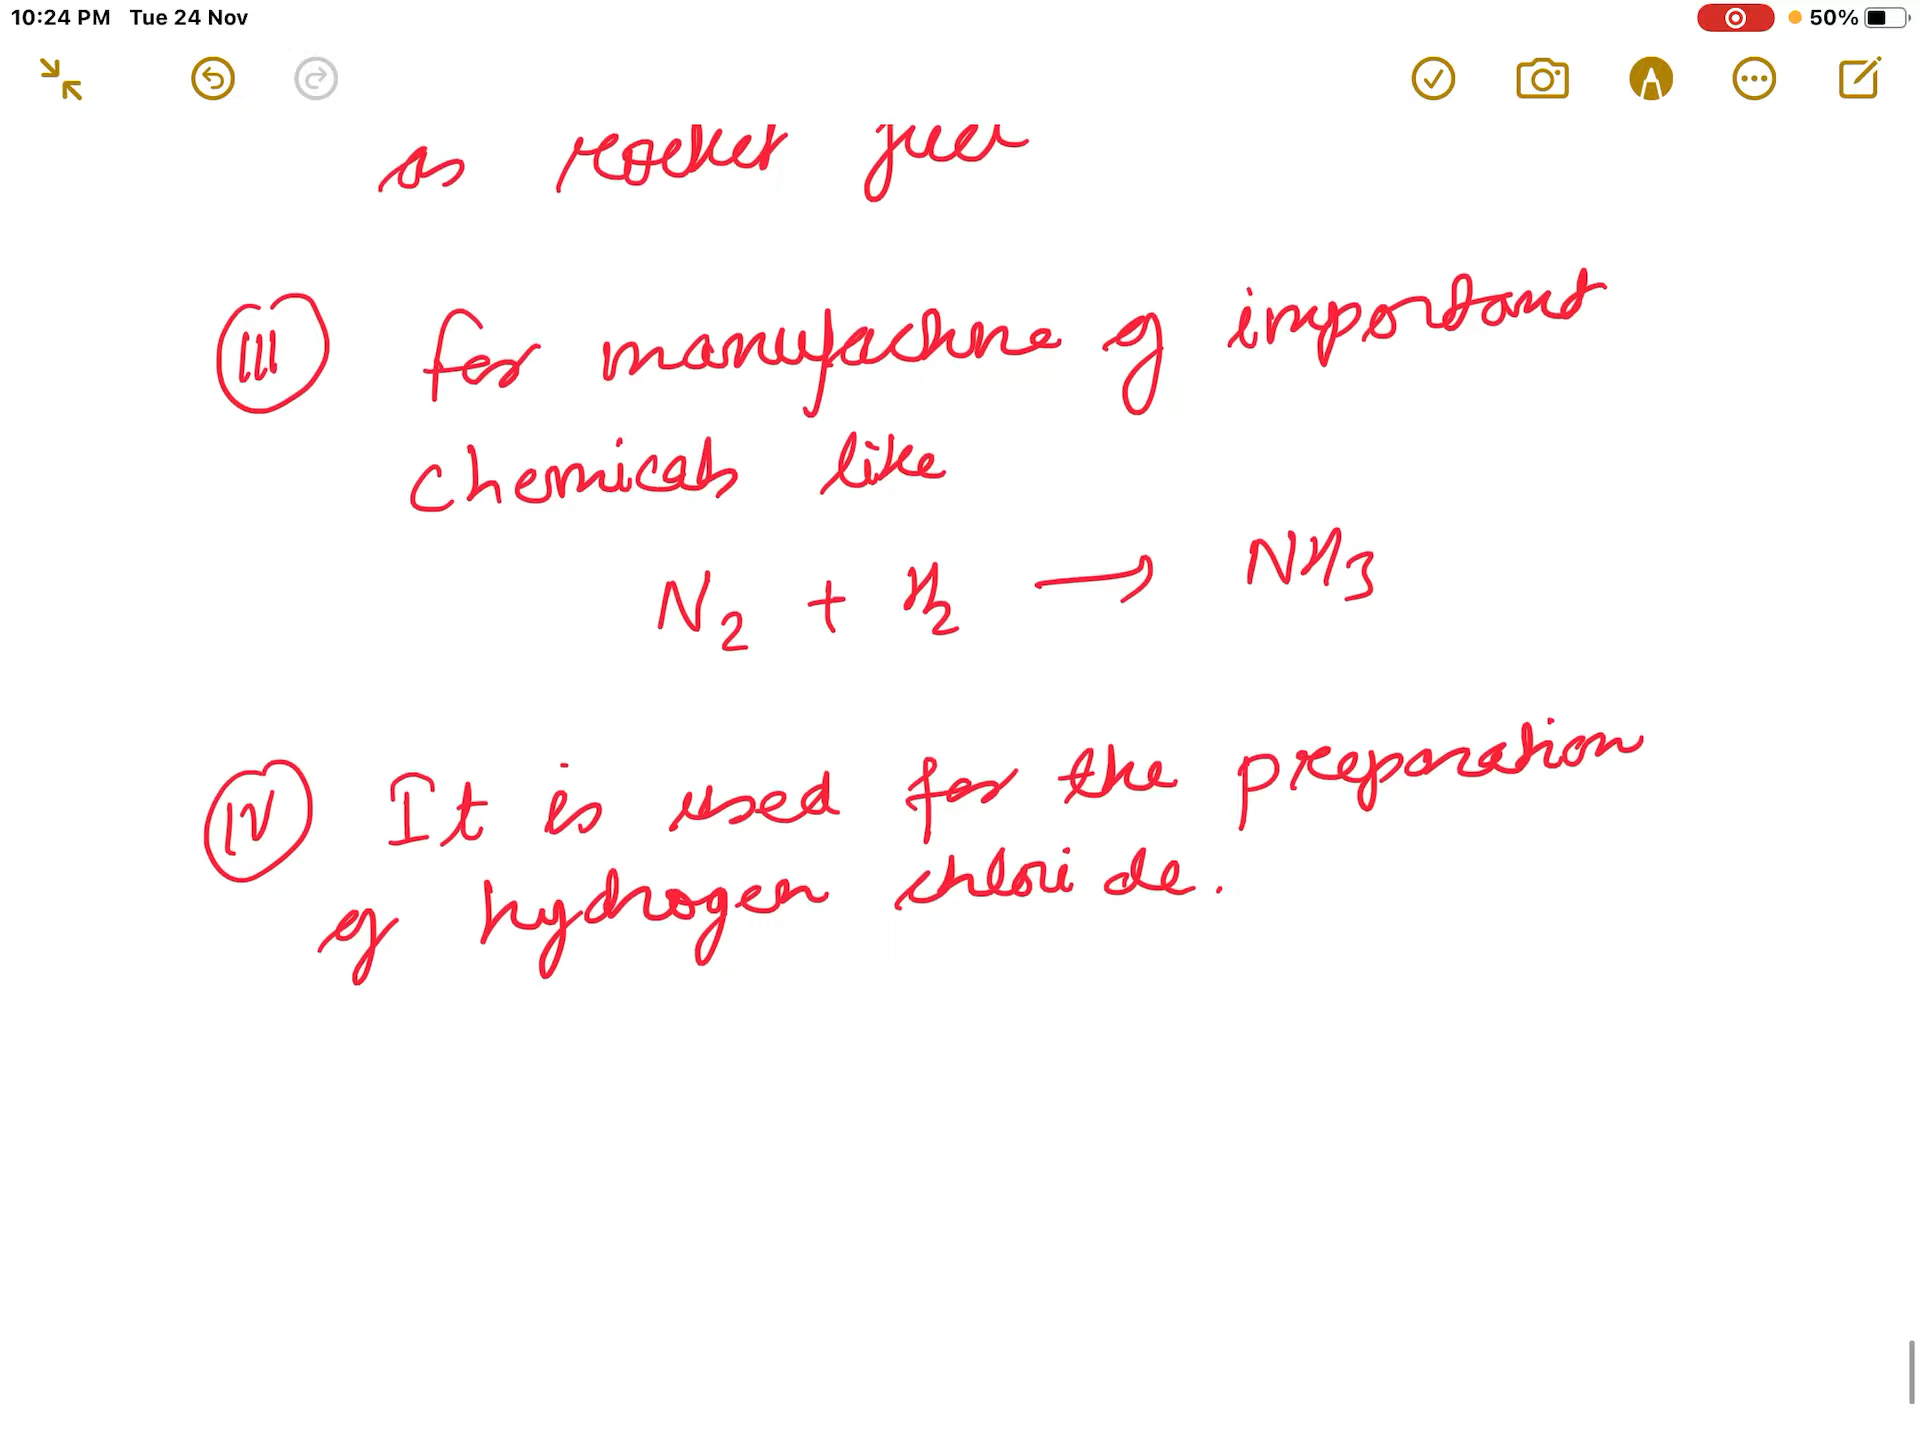 10:24 PM Tue 24 Nov 50%
as rocket fuel
III for manufacture of important
chemicals like
N2 + H2 → NH3
IV It is used for the preparation
of hydrogen chloride.